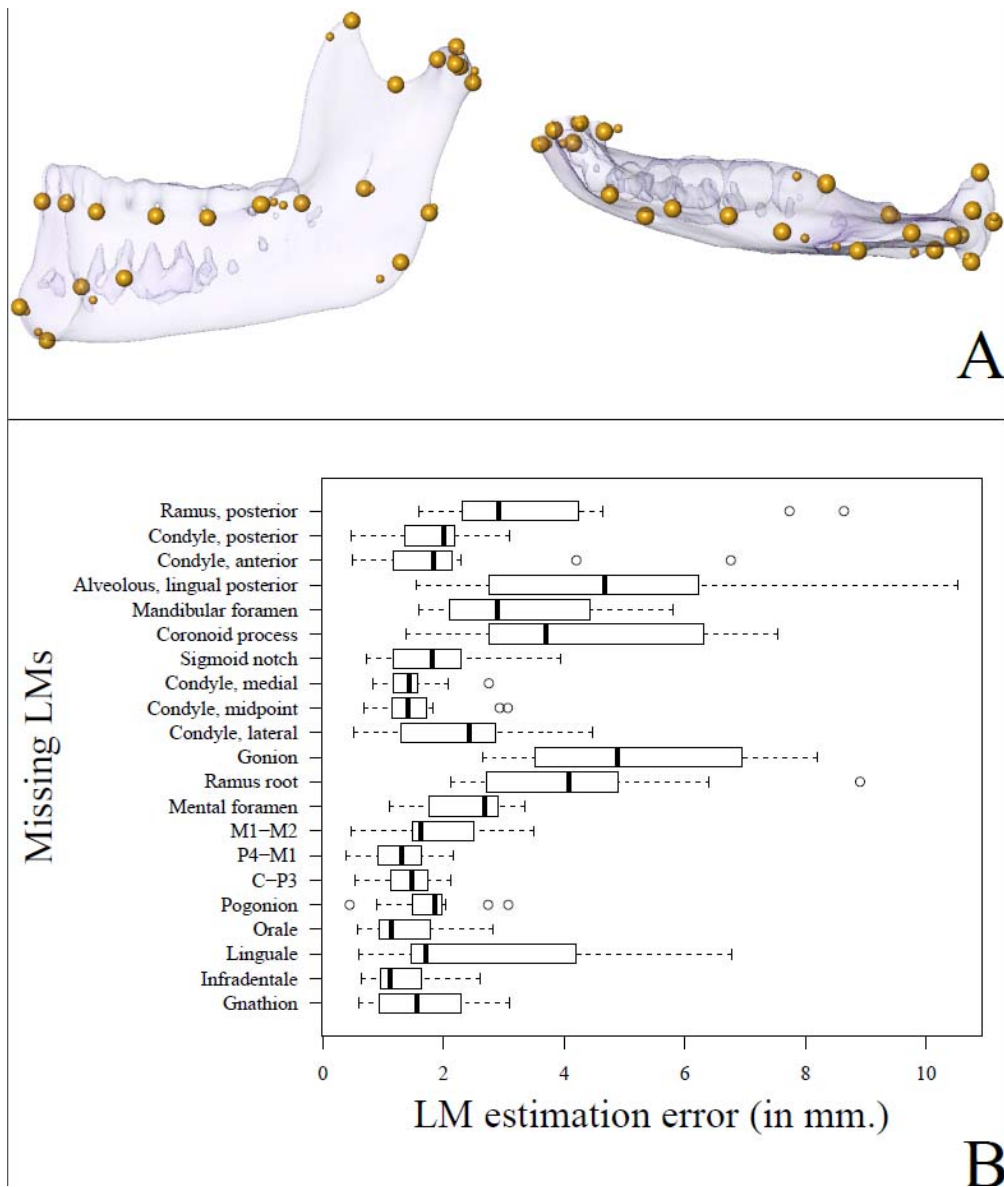 A
Missing LMs
Ramus, posterior
Condyle, posterior
Condyle, anterior
Alveolous, lingual posterior
Mandibular foramen
Coronoid process
Sigmoid notch
Condyle, medial
Condyle, midpoint
Condyle, lateral
Gonion
Ramus root
Mental foramen
M1−M2
P4−M1
C−P3
Pogonion
Orale
Linguale
Infradentale
Gnathion
0 2 4 6 8 10
LM estimation error (in mm.)
B